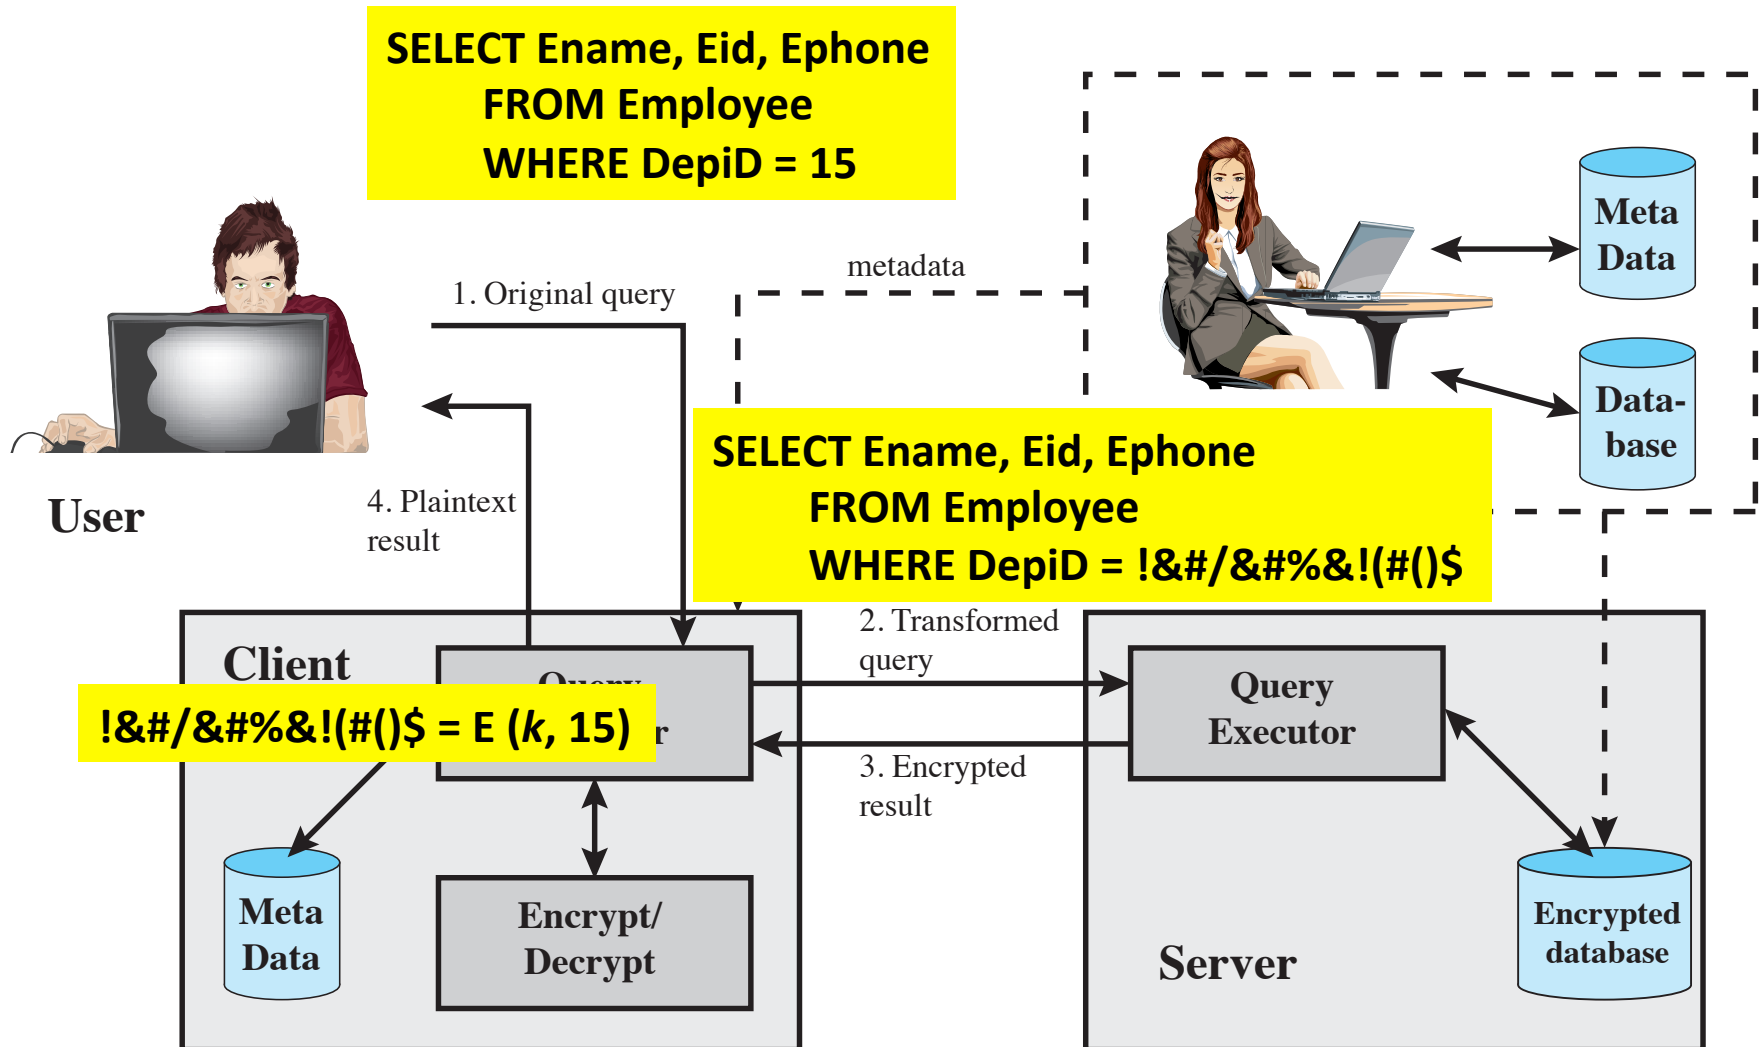 SELECT Ename, Eid, Ephone
FROM Employee
WHERE DepiD = 15
Meta
Data
metadata
1. Original query
Data-
base
SELECT Ename, Eid, Ephone
FROM Employee
WHERE DepiD = !&#/&#%&!(#()$
User
4. Plaintext
result
2. Transformed
query
Client
!&#/&#%&!(#()$ = E (k, 15)
Query
Executor
3. Encrypted
result
Meta
Data
Encrypt/
Decrypt
Server
Encrypted
database